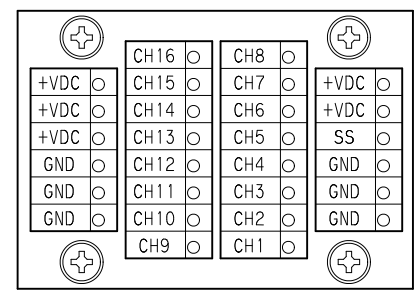 CH16 CH8
+VDC CH15 CH7 +VDC
+VDC CH14 CH6 +VDC
+VDC CH13 CH5 SS
GND CH12 CH4 GND
GND CH11 CH3 GND
GND CH10 CH2 GND
CH9 CH1